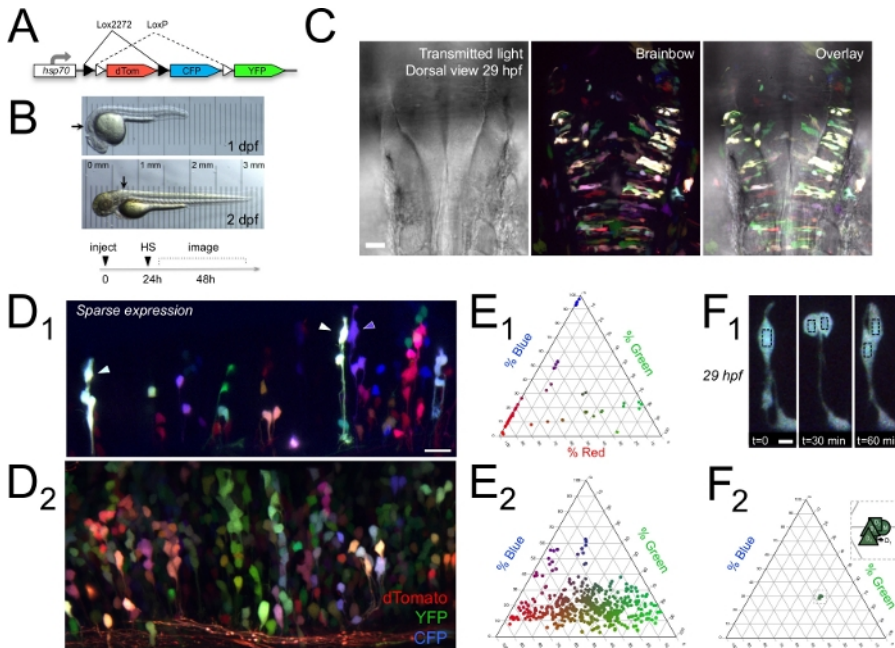 A
Lox2272
LoxP
hsp70
dTom
CFP
YFP
B
1 dpf
0 mm
1 mm
2 mm
3 mm
2 dpf
inject
HS
image
0
24h
48h
C
Transmitted light
Dorsal view 29 hpf
Brainbow
Overlay
D1
Sparse expression
D2
dTomato
YFP
CFP
E1
% Blue
% Green
% Red
E2
% Blue
% Green
F1
29 hpf
t=0
t=30 min
t=60 mi
F2
% Blue
% Green